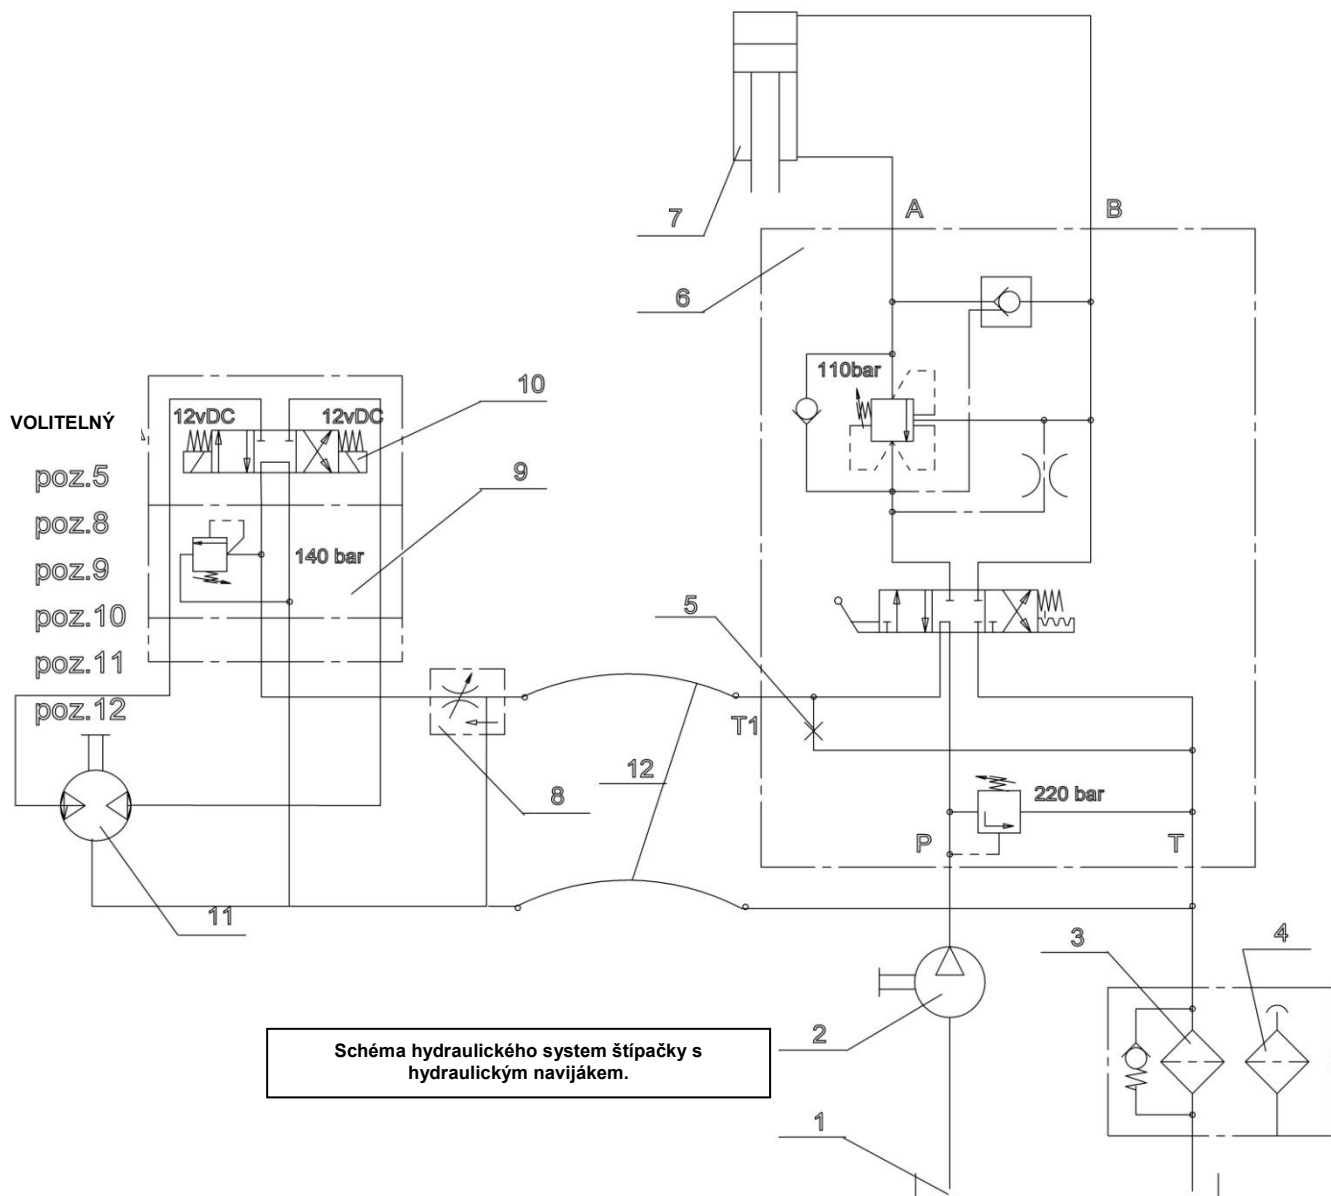 7
A
B
6
110bar
10
VOLITELNÝ
12vDC
12vDC
poz.5
9
poz.8
140 bar
poz.9
poz.10
5
poz.11
poz.12
T1
12
8
220 bar
P
T
11
3
4
2
Schéma hydraulického system štípačky s
hydraulickým navijákem.
1